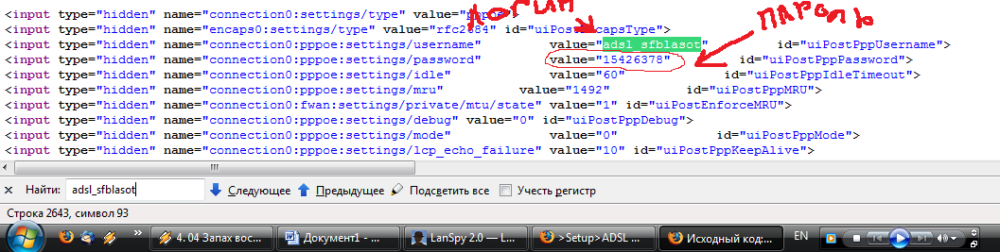 логин
пароль
<input type="hidden" name="connection0:settings/type" value="pppoe">
<input type="hidden" name="encaps0:settings/type" value="rfc2684" id="uiPostEncapsType">
<input type="hidden" name="connection0:pppoe:settings/username" value="adsl_sfblasot" id="uiPostPppUsername">
<input type="hidden" name="connection0:pppoe:settings/password" value="15426378" id="uiPostPppPassword">
<input type="hidden" name="connection0:pppoe:settings/idle" value="60" id="uiPostPppIdleTimeout">
<input type="hidden" name="connection0:pppoe:settings/mru" value="1492" id="uiPostPppMRU">
<input type="hidden" name="connection0:fwan:settings/private/mtu/state" value="1" id="uiPostEnforceMRU">
<input type="hidden" name="connection0:pppoe:settings/debug" value="0" id="uiPostPppDebug">
<input type="hidden" name="connection0:pppoe:settings/mode" value="0" id="uiPostPppMode">
<input type="hidden" name="connection0:pppoe:settings/lcp_echo_failure" value="10" id="uiPostPppKeepAlive">
Найти: adsl_sfblasot Следующее Предыдущее Подсветить все Учесть регистр
Строка 2643, символ 93
4. 04 Запах вос... Документ1 - ... LanSpy 2.0 — L... >Setup>ADSL ... Исходный код:... EN